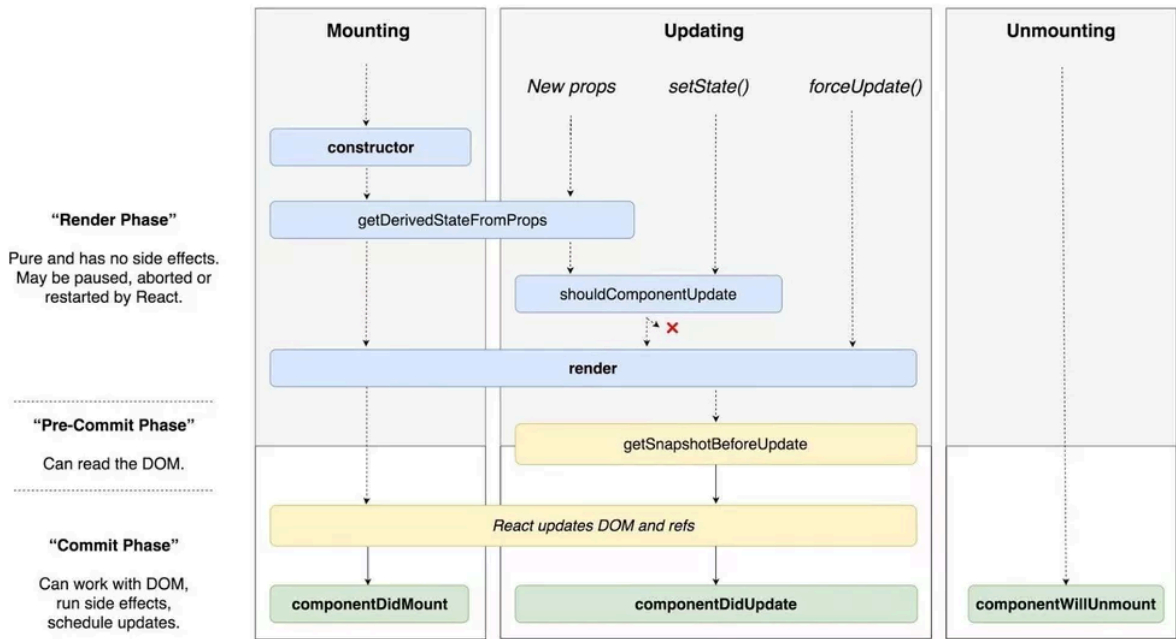 Mounting
Updating
Unmounting
New props
setState()
forceUpdate()
constructor
“Render Phase”
getDerivedStateFromProps
Pure and has no side effects.
May be paused, aborted or
restarted by React.
shouldComponentUpdate
render
“Pre-Commit Phase”
Can read the DOM.
getSnapshotBeforeUpdate
React updates DOM and refs
“Commit Phase”
Can work with DOM,
run side effects,
schedule updates.
componentDidMount
componentDidUpdate
componentWillUnmount